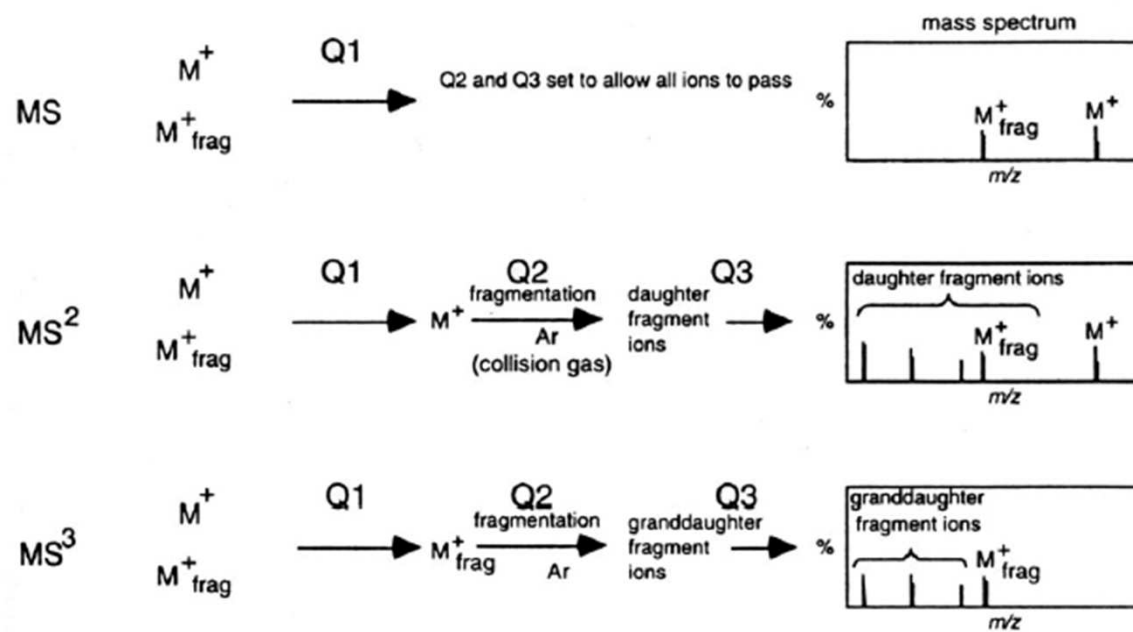 mass spectrum
MS
M+
M+frag
Q1
Q2 and Q3 set to allow all ions to pass
%
M+frag
M+
m/z
MS2
M+
M+frag
Q1
M+
Q2
fragmentation
Ar
(collision gas)
daughter
fragment
ions
Q3
%
daughter fragment ions
M+frag
M+
m/z
MS3
M+
M+frag
Q1
M+frag
Q2
fragmentation
Ar
granddaughter
fragment
ions
Q3
%
granddaughter
fragment ions
M+frag
m/z